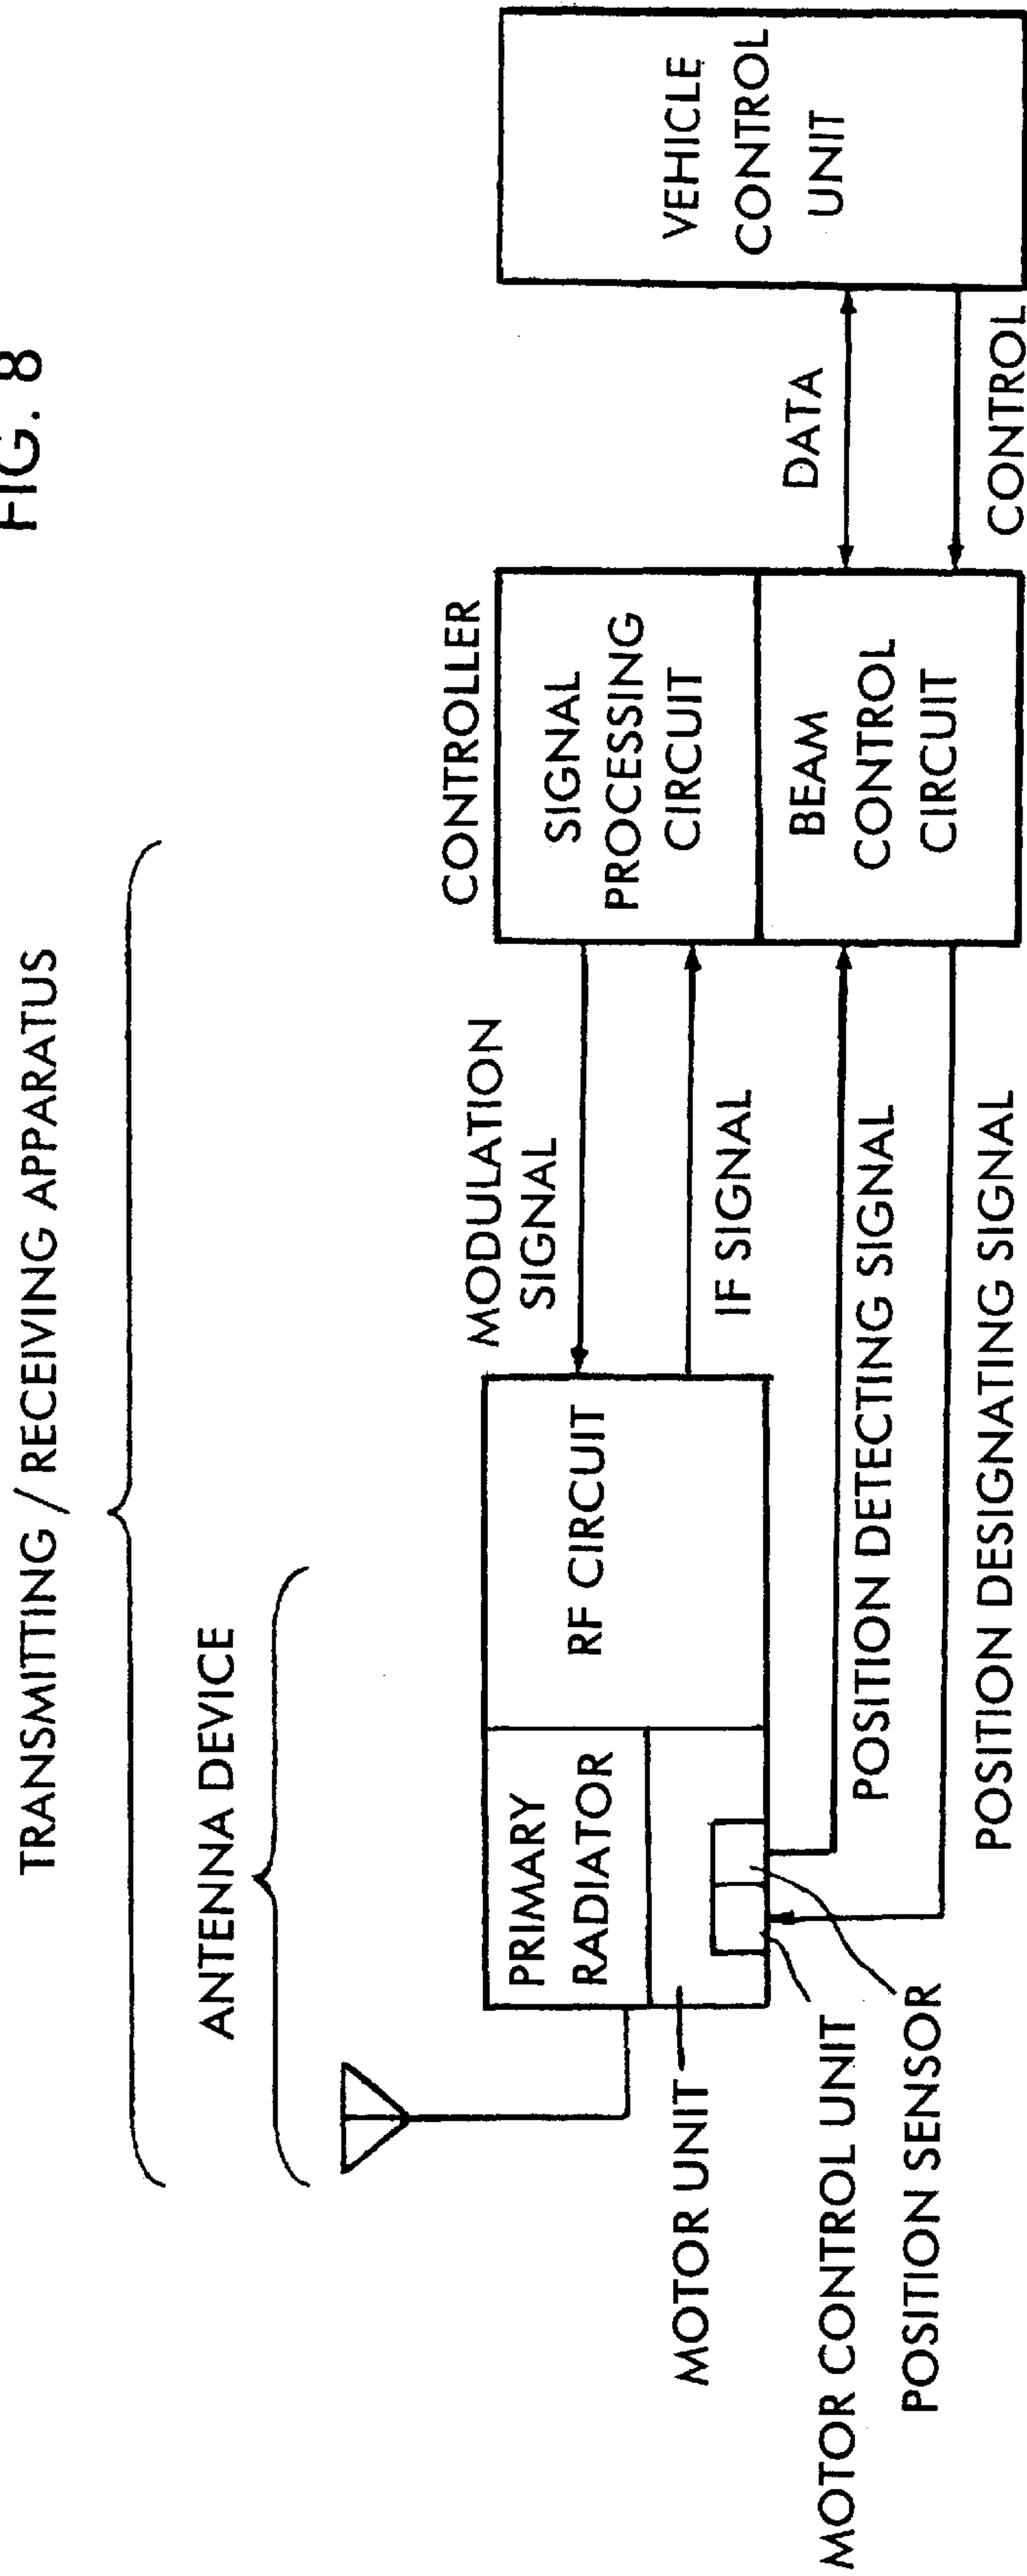 FIG. 8
TRANSMITTING / RECEIVING APPARATUS
ANTENNA DEVICE
PRIMARY
RADIATOR
RF CIRCUIT
MOTOR UNIT
MOTOR CONTROL UNIT
POSITION SENSOR
MODULATION
SIGNAL
IF SIGNAL
POSITION DETECTING SIGNAL
POSITION DESIGNATING SIGNAL
CONTROLLER
SIGNAL
PROCESSING
CIRCUIT
BEAM
CONTROL
CIRCUIT
DATA
CONTROL
VEHICLE
CONTROL
UNIT